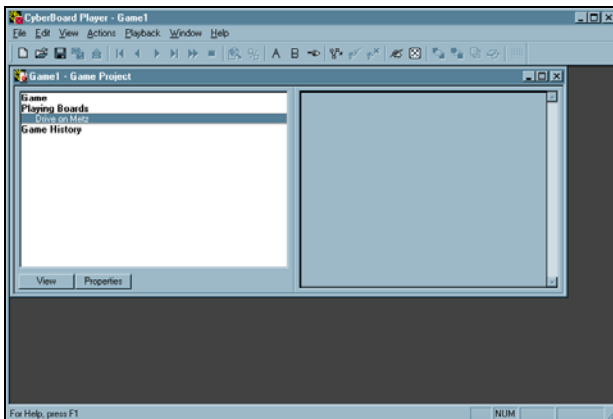 CyberBoard Player - Game1
File Edit View Actions Playback Window Help
A B
Game1 - Game Project
Game
Playing Boards
Drive on Metz
Game History
View Properties
For Help, press F1
NUM